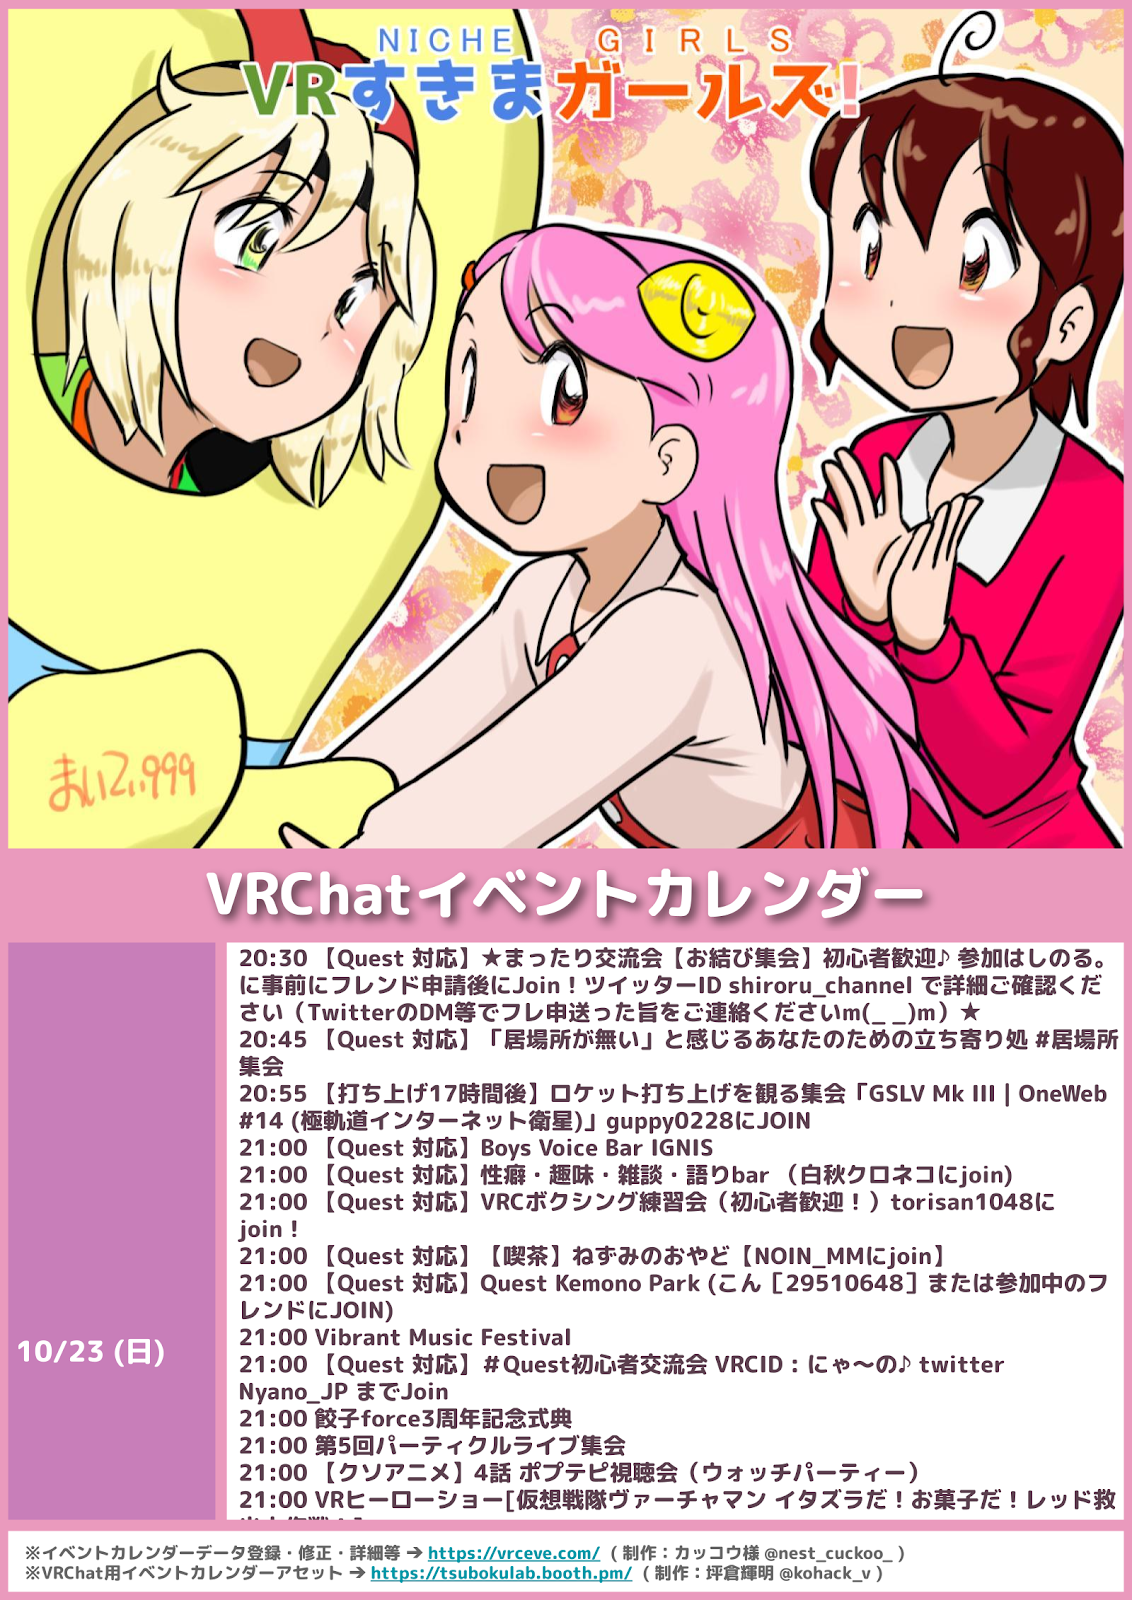 NICHE GIRLS
VRすきまガールズ!
まいてい999
VRChatイベントカレンダー
10/23 (日)
20:30 【Quest 対応】★まったり交流会【お結び集会】初心者歓迎♪ 参加はしのる。
に事前にフレンド申請後にJoin！ツイッターID shiroru_channel で詳細ご確認くだ
さい（TwitterのDM等でフレ申送った旨をご連絡くださいm(_ _)m）★
20:45 【Quest 対応】「居場所が無い」と感じるあなたのための立ち寄り処 #居場所
集会
20:55 【打ち上げ17時間後】ロケット打ち上げを観る集会「GSLV Mk III | OneWeb
#14 (極軌道インターネット衛星)」guppy0228にJOIN
21:00 【Quest 対応】Boys Voice Bar IGNIS
21:00 【Quest 対応】性癖・趣味・雑談・語りbar （白秋クロネコにjoin)
21:00 【Quest 対応】VRCボクシング練習会（初心者歓迎！）torisan1048に
join！
21:00 【Quest 対応】【喫茶】ねずみのおやど【NOIN_MMにjoin】
21:00 【Quest 対応】Quest Kemono Park (こん［29510648］または参加中のフ
レンドにJOIN)
21:00 Vibrant Music Festival
21:00 【Quest 対応】＃Quest初心者交流会 VRCID：にゃ～の♪ twitter
Nyano_JP までJoin
21:00 餃子force3周年記念式典
21:00 第5回パーティクルライブ集会
21:00 【クソアニメ】4話 ポプテピ視聴会（ウォッチパーティー）
21:00 VRヒーローショー[仮想戦隊ヴァーチャマン イタズラだ！お菓子だ！レッド救
※イベントカレンダーデータ登録・修正・詳細等 ➔ https://vrceve.com/ ( 制作：カッコウ様 @nest_cuckoo_ )
※VRChat用イベントカレンダーアセット ➔ https://tsubokulab.booth.pm/ ( 制作：坪倉輝明 @kohack_v )